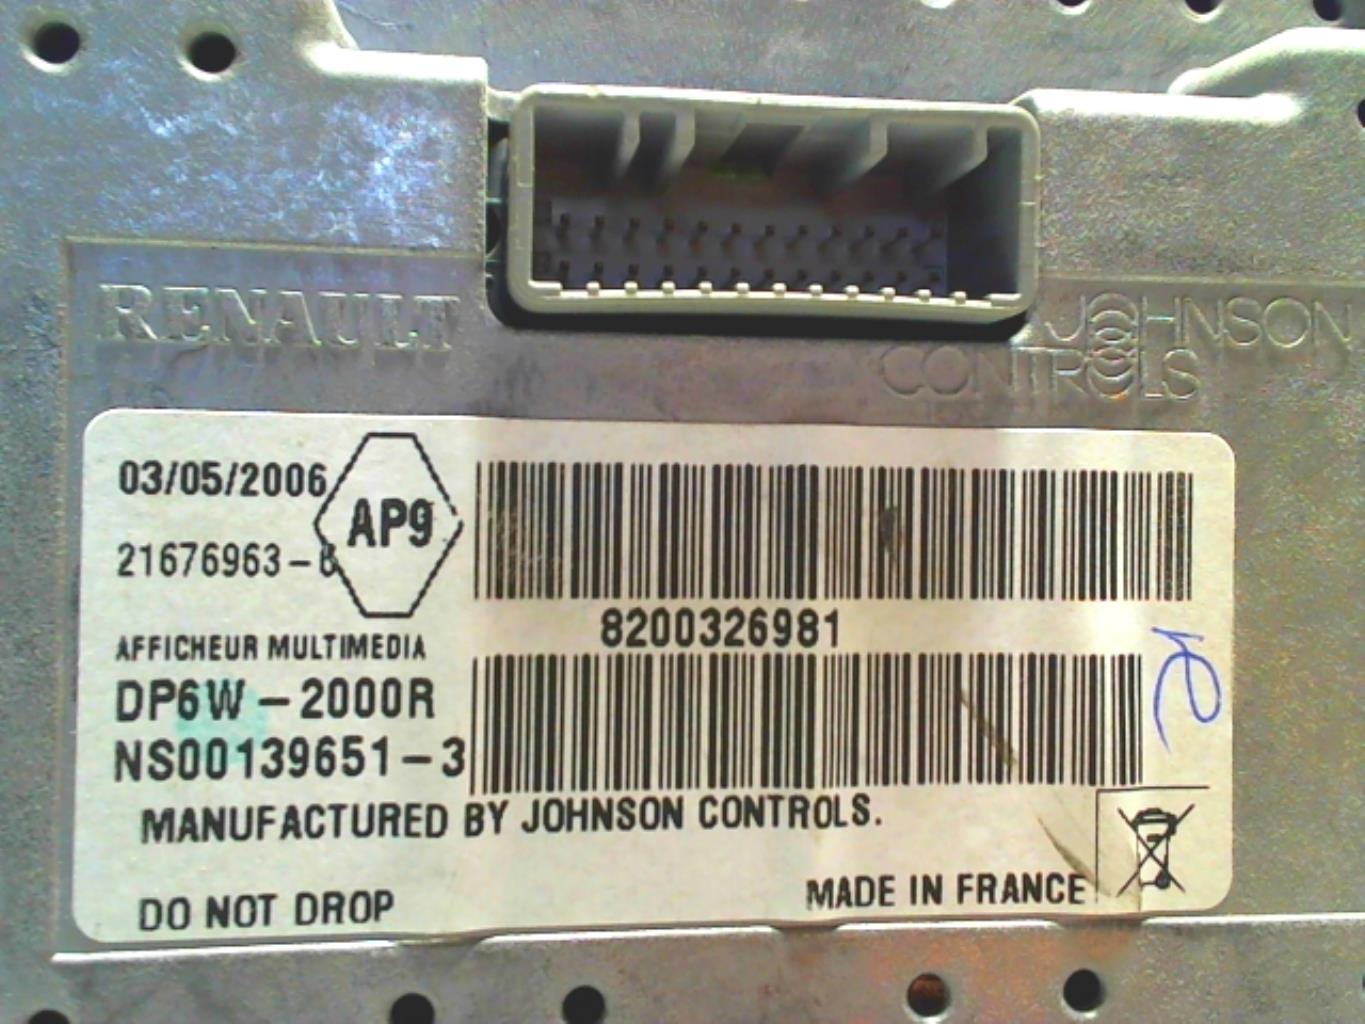 RENAULT
JOHNSON
CONTROLS
03/05/2006
AP9
21676963-6
8200326981
AFFICHEUR MULTIMEDIA
DP6W-2000R
NS00139651-3
MANUFACTURED BY JOHNSON CONTROLS.
DO NOT DROP
MADE IN FRANCE